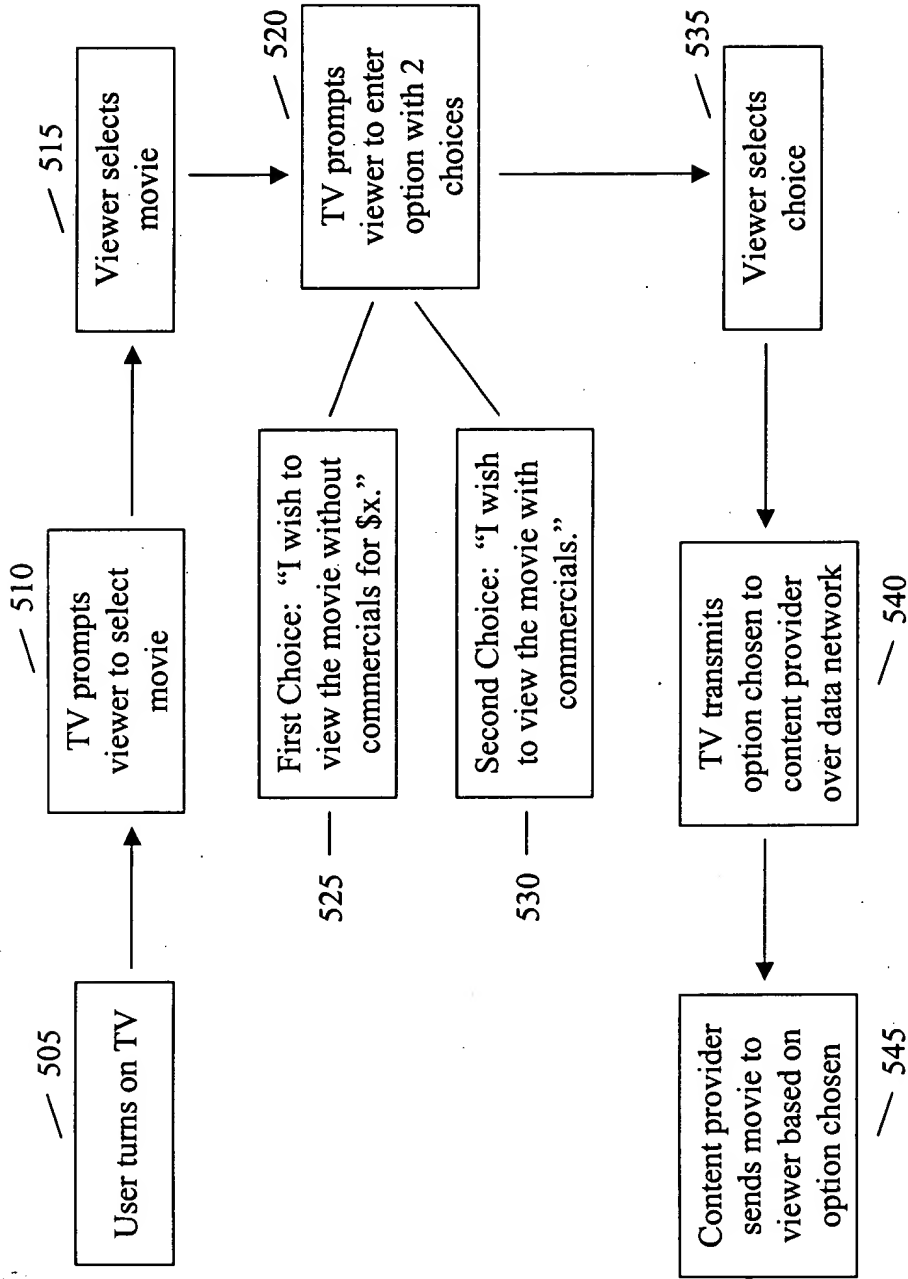 505
User turns on TV
510
TV prompts
viewer to select
movie
515
Viewer selects
movie
520
TV prompts
viewer to enter
option with 2
choices
525
First Choice: “I wish to
view the movie without
commercials for $x.”
530
Second Choice: “I wish
to view the movie with
commercials.”
535
Viewer selects
choice
TV transmits
option chosen to
content provider
over data network
540
Content provider
sends movie to
viewer based on
option chosen
545